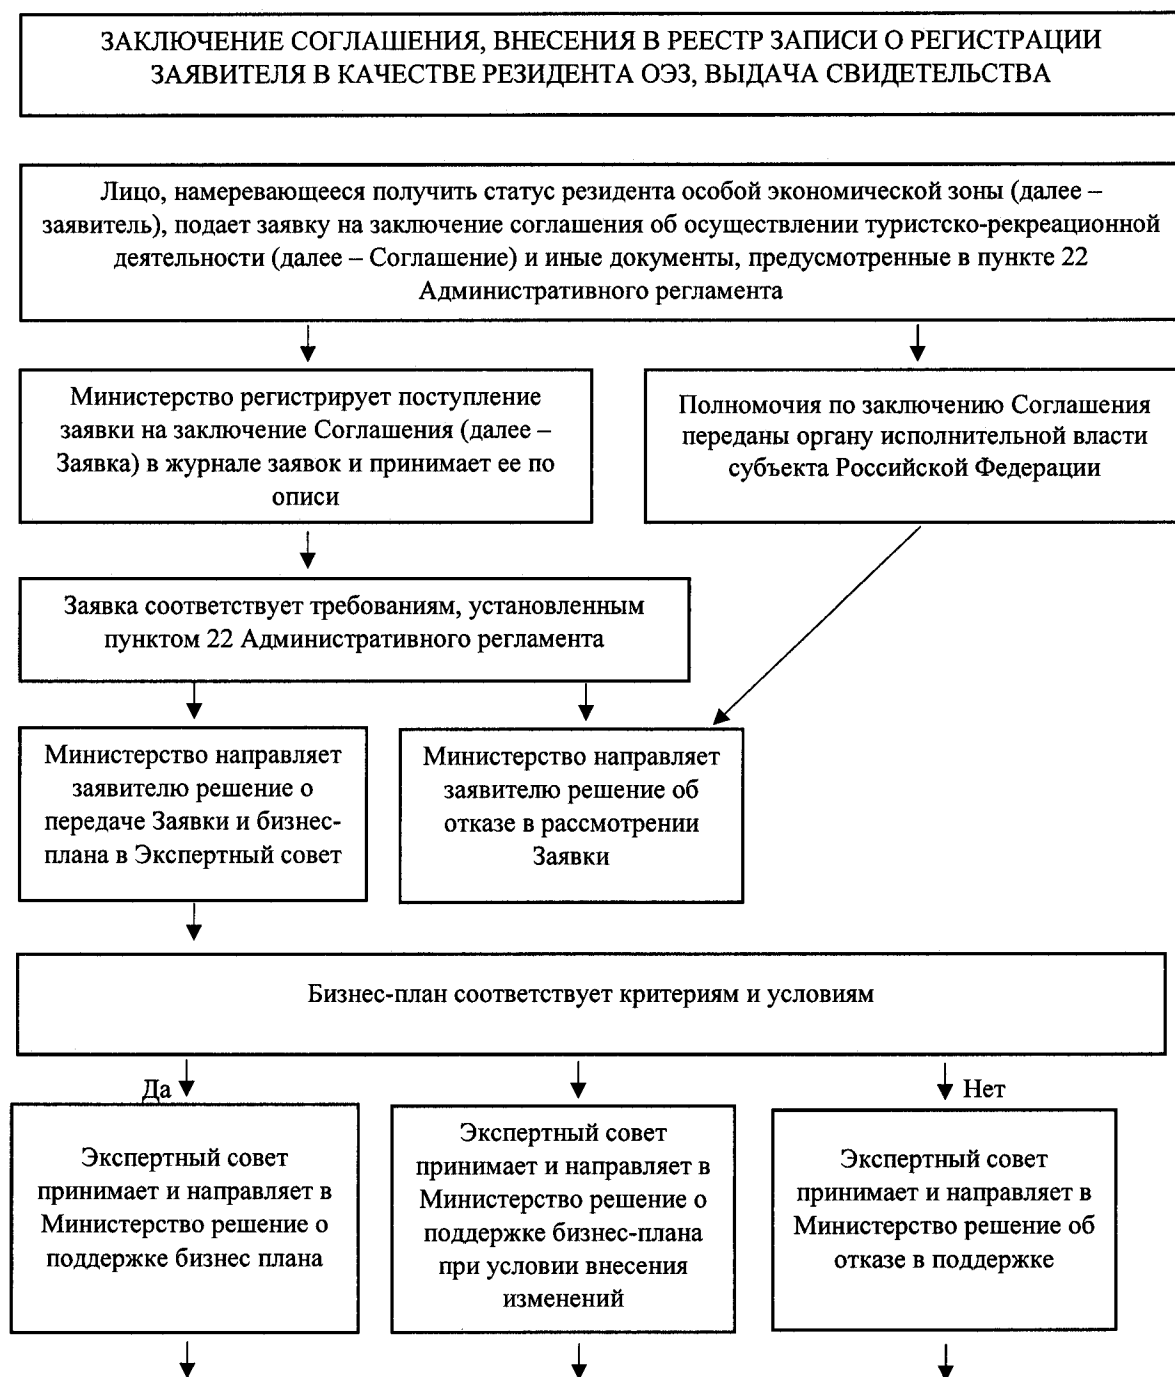 ЗАКЛЮЧЕНИЕ СОГЛАШЕНИЯ, ВНЕСЕНИЯ В РЕЕСТР ЗАПИСИ О РЕГИСТРАЦИИ
ЗАЯВИТЕЛЯ В КАЧЕСТВЕ РЕЗИДЕНТА ОЭЗ, ВЫДАЧА СВИДЕТЕЛЬСТВА
Лицо, намеревающееся получить статус резидента особой экономической зоны (далее –
заявитель), подает заявку на заключение соглашения об осуществлении туристско-рекреационной
деятельности (далее – Соглашение) и иные документы, предусмотренные в пункте 22
Административного регламента
Министерство регистрирует поступление
заявки на заключение Соглашения (далее –
Заявка) в журнале заявок и принимает ее по
описи
Полномочия по заключению Соглашения
переданы органу исполнительной власти
субъекта Российской Федерации
Заявка соответствует требованиям, установленным
пунктом 22 Административного регламента
Министерство направляет
заявителю решение о
передаче Заявки и бизнес-
плана в Экспертный совет
Министерство направляет
заявителю решение об
отказе в рассмотрении
Заявки
Бизнес-план соответствует критериям и условиям
Да
Нет
Экспертный совет
принимает и направляет в
Министерство решение о
поддержке бизнес плана
Экспертный совет
принимает и направляет в
Министерство решение о
поддержке бизнес-плана
при условии внесения
изменений
Экспертный совет
принимает и направляет в
Министерство решение об
отказе в поддержке